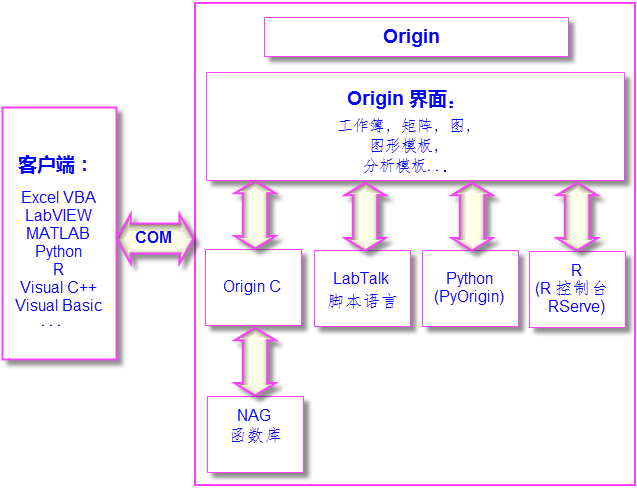 Origin
Origin 界面：
工作簿，矩阵，图，
图形模板，
分析模板...
客户端：
Excel VBA
LabVIEW
MATLAB
Python
R
Visual C++
Visual Basic
...
COM
Origin C
LabTalk
脚本语言
Python
(PyOrigin)
R
(R 控制台
RServe)
NAG
函数库